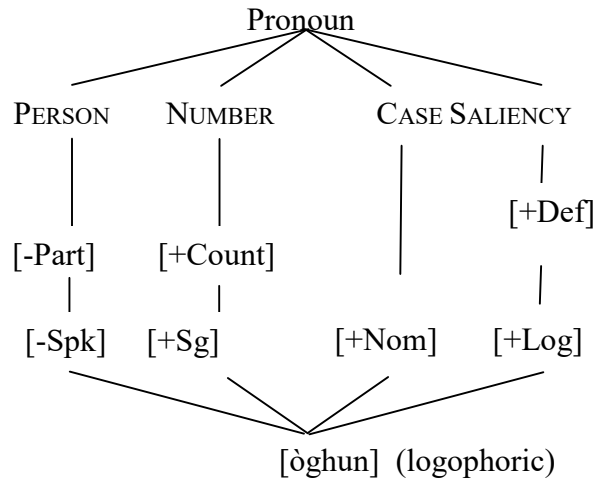 Pronoun
PERSON NUMBER CASE SALIENCY
[+Def]
[-Part] [+Count]
[-Spk] [+Sg] [+Nom] [+Log]
[òghun] (logophoric)